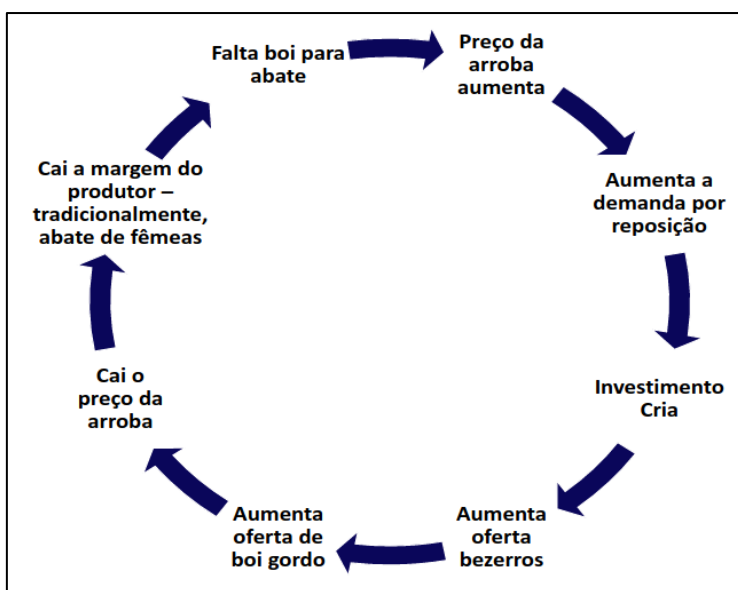 Falta boi para
abate
Preço da
arroba
aumenta
Aumenta a
demanda por
reposição
Investimento
Cria
Aumenta
oferta
bezerros
Aumenta
oferta de
boi gordo
Cai o
preço da
arroba
Cai a margem do
produtor –
tradicionalmente,
abate de fêmeas